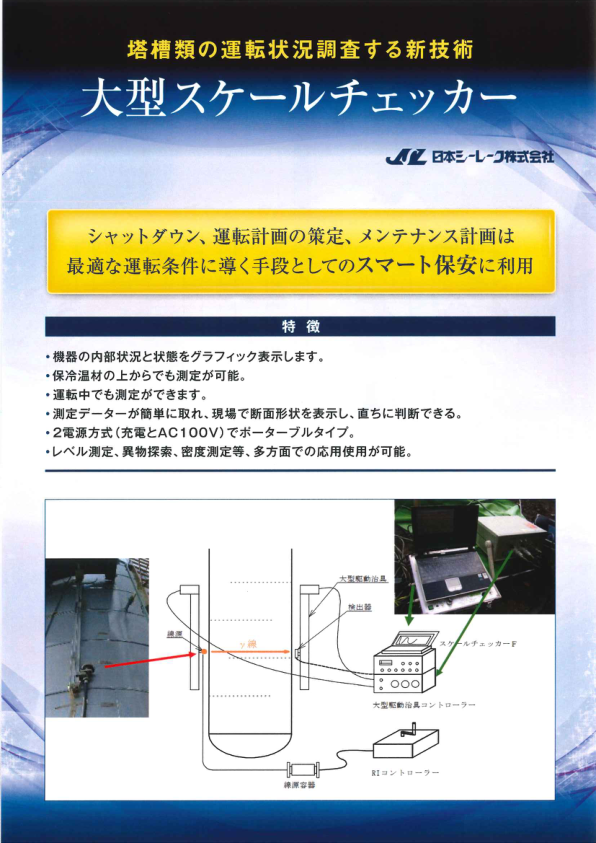 塔槽類の運転状況調査する新技術
大型スケールチェッカー
日本シーレーク株式会社
シャットダウン、運転計画の策定、メンテナンス計画は
最適な運転条件に導く手段としてのスマート保安に利用
特 徴
・機器の内部状況と状態をグラフィック表示します。
・保冷温材の上からでも測定が可能。
・運転中でも測定ができます。
・測定データーが簡単に取れ、現場で断面形状を表示し、直ちに判断できる。
・2電源方式(充電とAC100V)でポータブルタイプ。
・レベル測定、異物探索、密度測定等、多方面での応用使用が可能。
大型駆動治具
検出器
線源
γ線
スケールチェッカーF
大型駆動治具コントローラー
RIコントローラー
線源容器